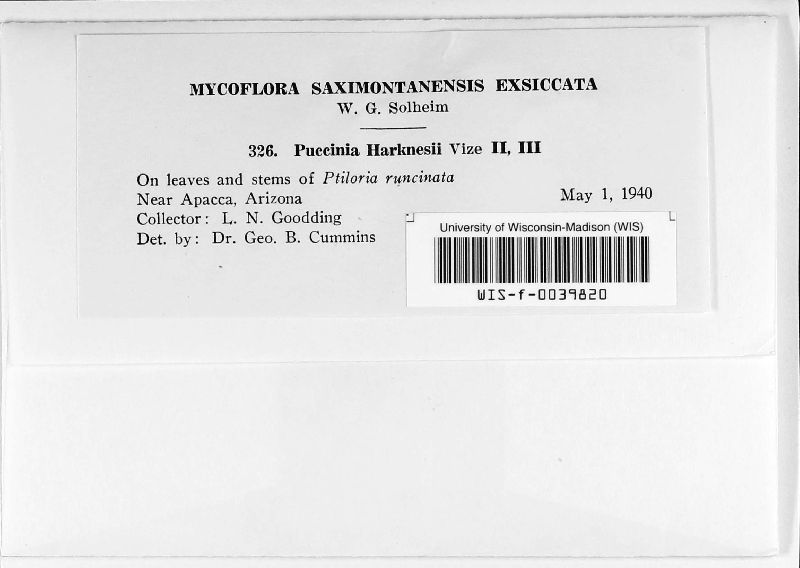 MYCOFLORA SAXIMONTANENSIS EXSICCATA
W. G. Solheim
326. Puccinia Harknesii Vize II, III
On leaves and stems of Ptiloria runcinata
Near Apacca, Arizona May 1, 1940
Collector: L. N. Goodding
Det. by: Dr. Geo. B. Cummins
University of Wisconsin-Madison (WIS)
WIS-f-0039820